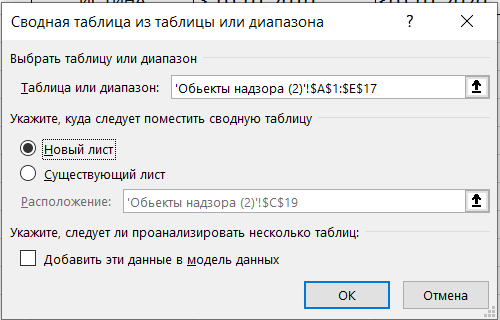 Сводная таблица из таблицы или диапазона ? ×
Выбрать таблицу или диапазон
Таблица или диапазон: 'Обьекты надзора (2)'!$A$1:$E$17
Укажите, куда следует поместить сводную таблицу
Новый лист
Существующий лист
Расположение: 'Обьекты надзора (2)'!$C$19
Укажите, следует ли проанализировать несколько таблиц:
Добавить эти данные в модель данных
ОК Отмена